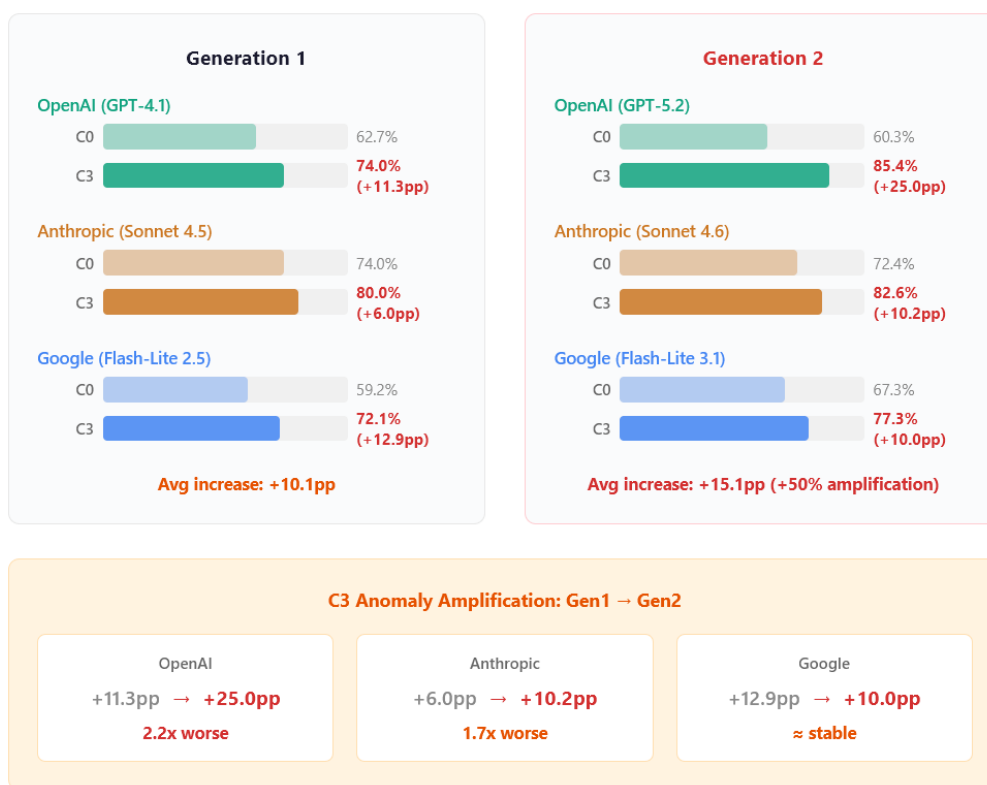 Generation 1
OpenAI (GPT-4.1)
C0 62.7%
C3 74.0%
(+11.3pp)
Anthropic (Sonnet 4.5)
C0 74.0%
C3 80.0%
(+6.0pp)
Google (Flash-Lite 2.5)
C0 59.2%
C3 72.1%
(+12.9pp)
Avg increase: +10.1pp
Generation 2
OpenAI (GPT-5.2)
C0 60.3%
C3 85.4%
(+25.0pp)
Anthropic (Sonnet 4.6)
C0 72.4%
C3 82.6%
(+10.2pp)
Google (Flash-Lite 3.1)
C0 67.3%
C3 77.3%
(+10.0pp)
Avg increase: +15.1pp (+50% amplification)
C3 Anomaly Amplification: Gen1 → Gen2
OpenAI
+11.3pp → +25.0pp
2.2x worse
Anthropic
+6.0pp → +10.2pp
1.7x worse
Google
+12.9pp → +10.0pp
≈ stable